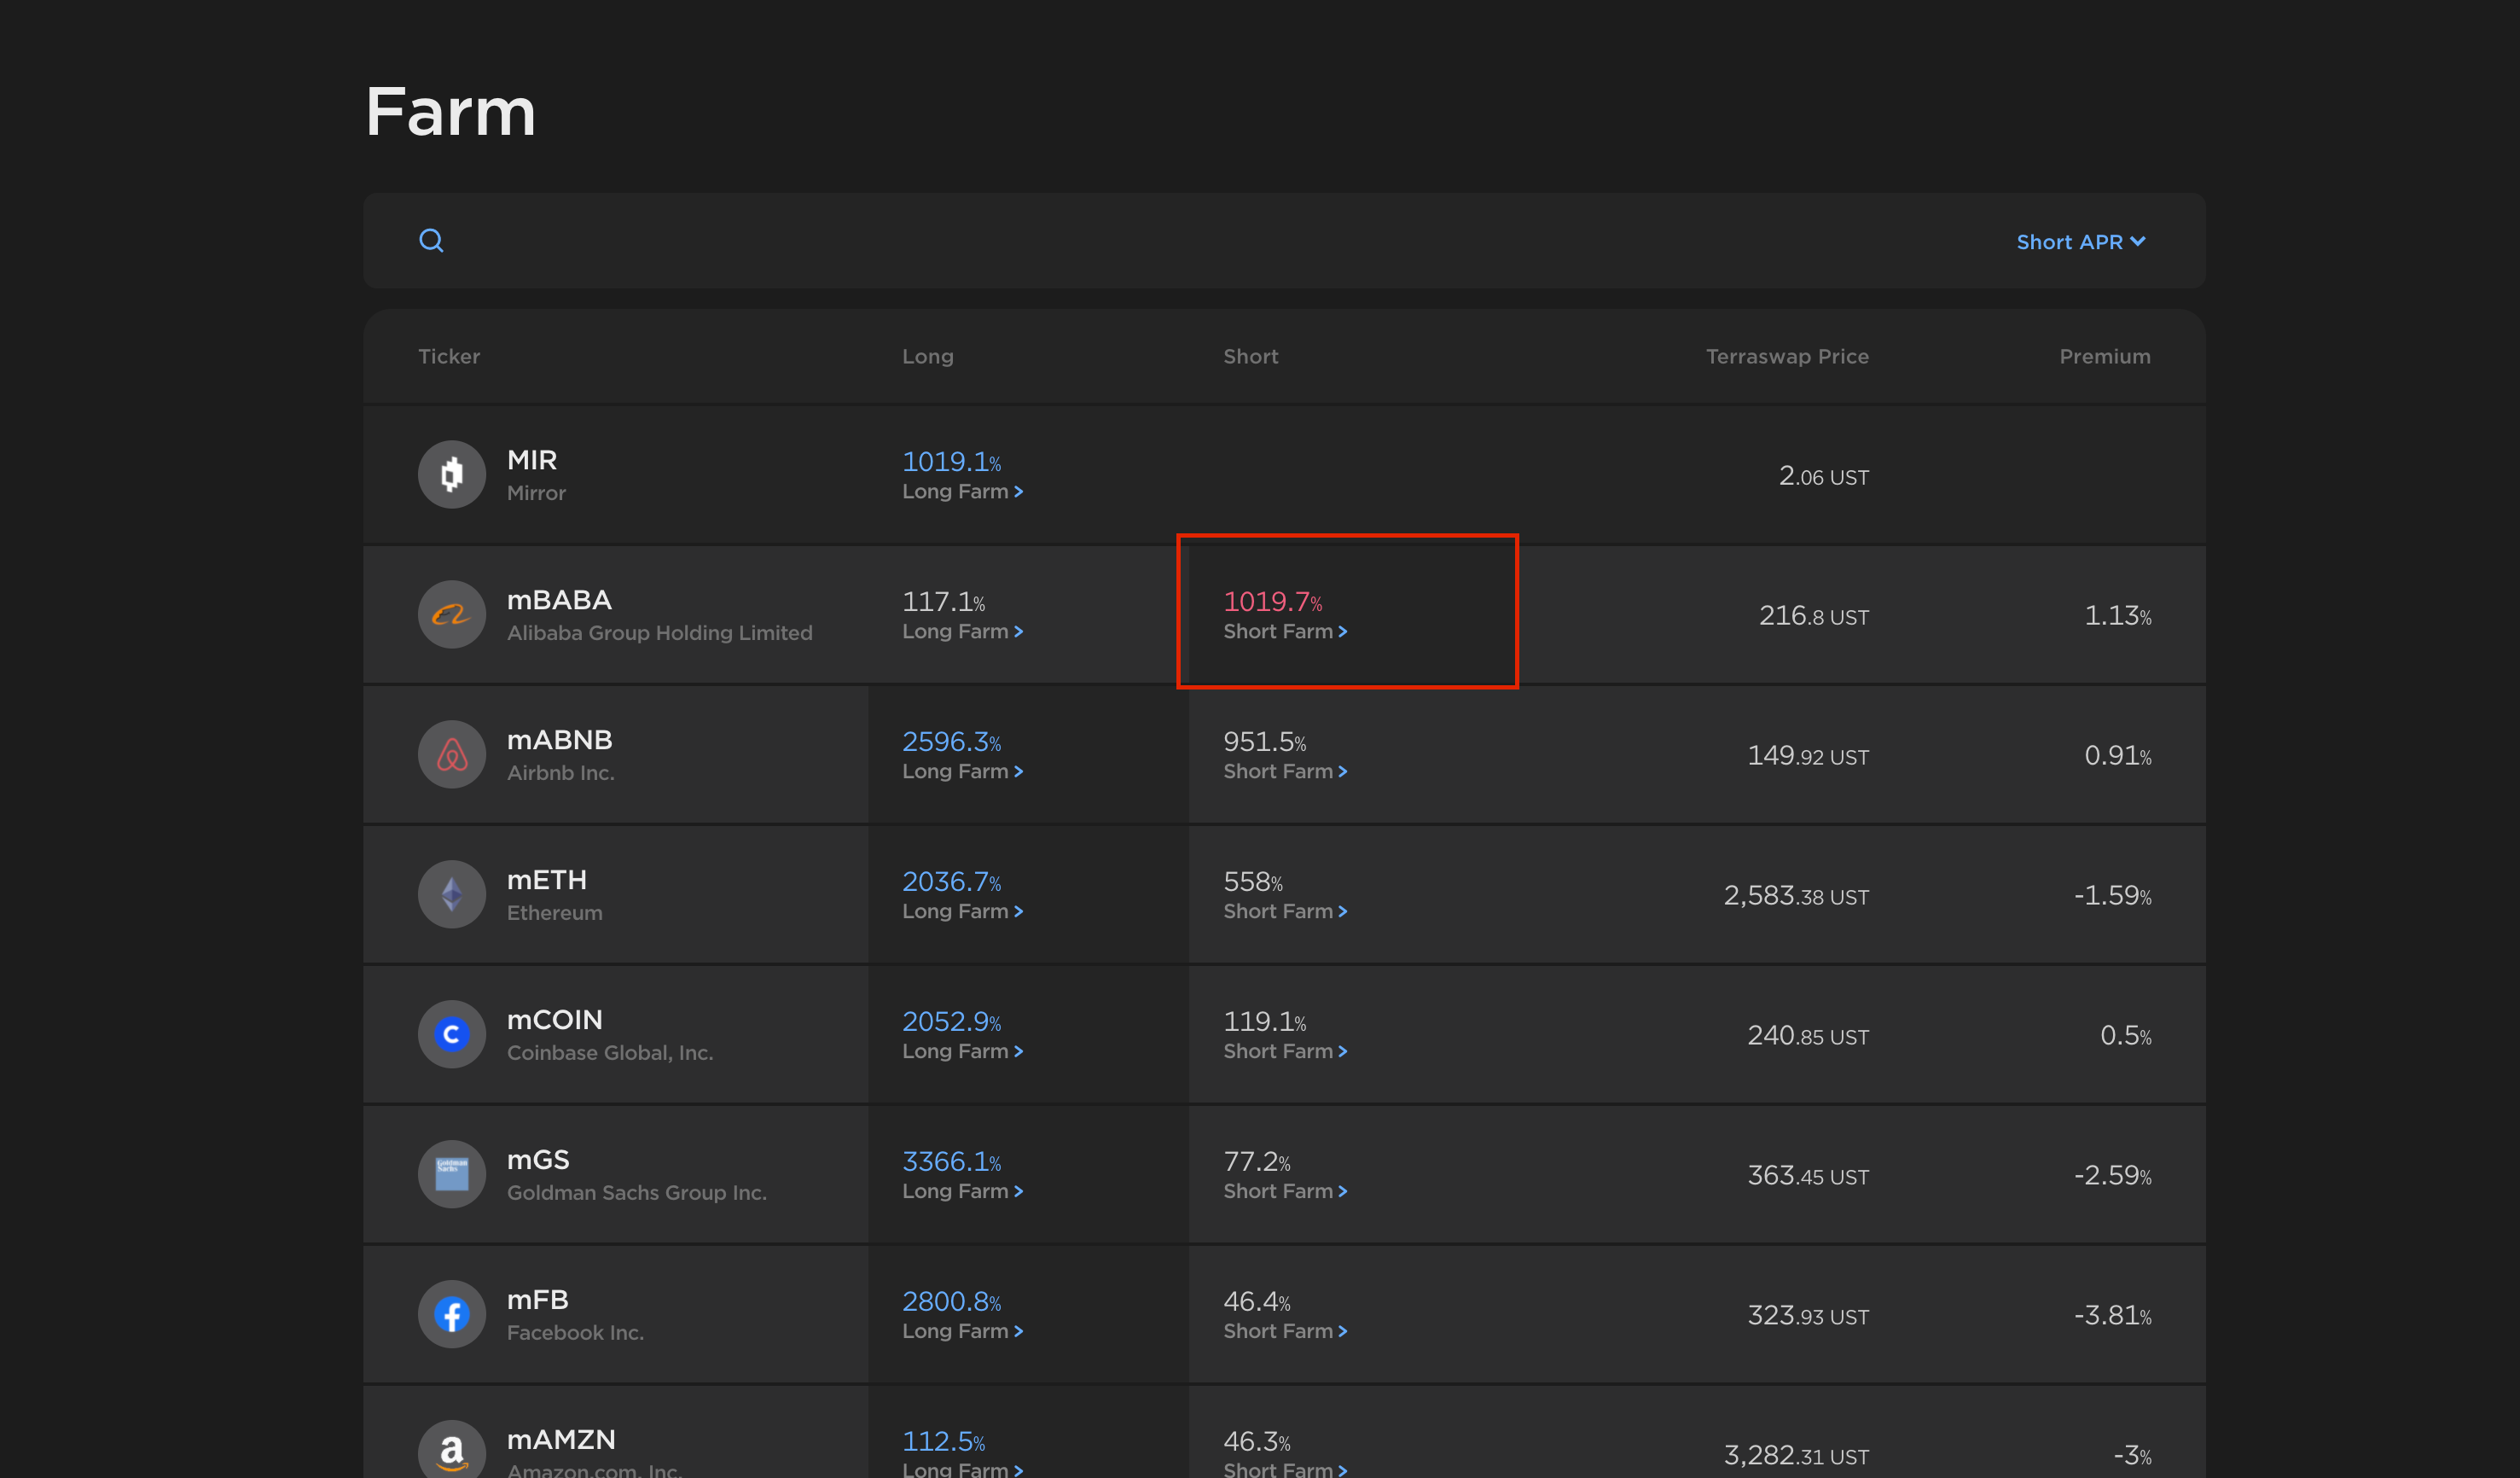 Farm
Short APR
Ticker Long Short Terraswap Price Premium
MIR
Mirror
1019.1%
Long Farm
2.06 UST
mBABA
Alibaba Group Holding Limited
117.1%
Long Farm
1019.7%
Short Farm
216.8 UST
1.13%
mABNB
Airbnb Inc.
2596.3%
Long Farm
951.5%
Short Farm
149.92 UST
0.91%
mETH
Ethereum
2036.7%
Long Farm
558%
Short Farm
2,583.38 UST
-1.59%
C
mCOIN
Coinbase Global, Inc.
2052.9%
Long Farm
119.1%
Short Farm
240.85 UST
0.5%
Goldman
Sachs
mGS
Goldman Sachs Group Inc.
3366.1%
Long Farm
77.2%
Short Farm
363.45 UST
-2.59%
f
mFB
Facebook Inc.
2800.8%
Long Farm
46.4%
Short Farm
323.93 UST
-3.81%
a
mAMZN
Amazon.com, Inc.
112.5%
Long Farm
46.3%
Short Farm
3,282.31 UST
-3%